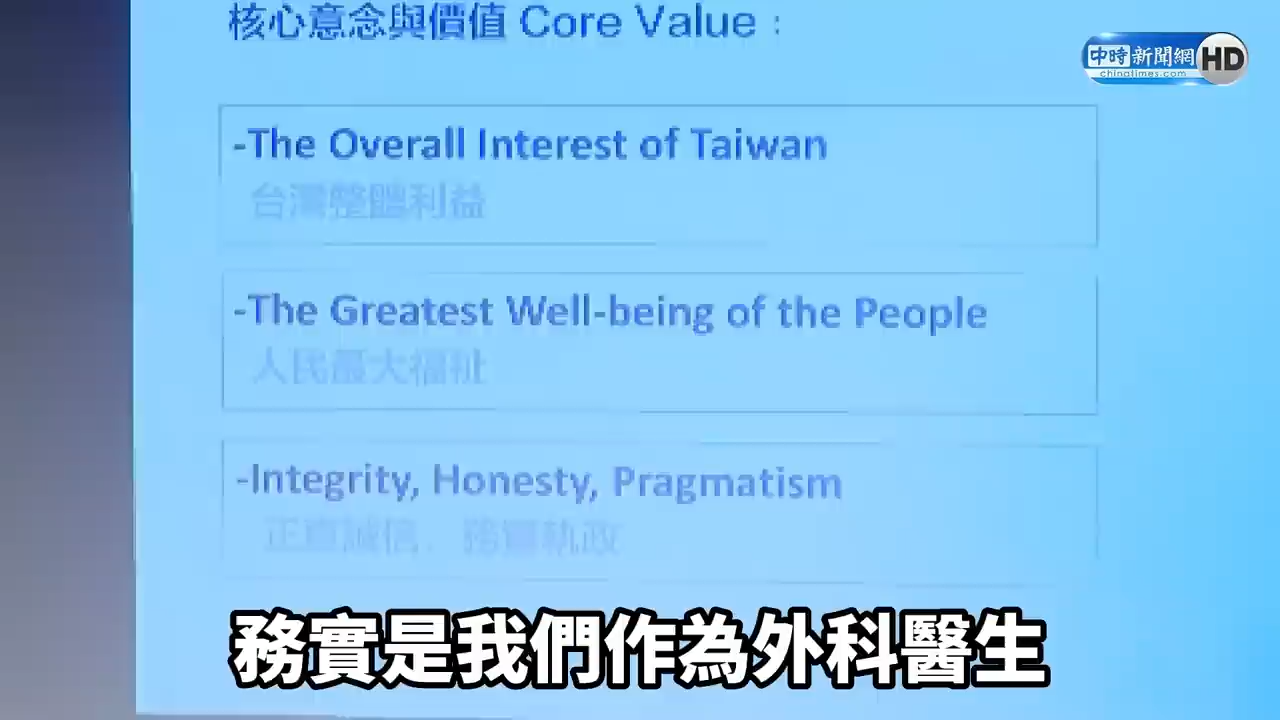 核心意念與價值 Core Value：
中時新聞網 HD
chinatimes.com
-The Overall Interest of Taiwan
台灣整體利益
-The Greatest Well-being of the People
人民最大福祉
-Integrity, Honesty, Pragmatism
正直誠信、務實執政
務實是我們作為外科醫生